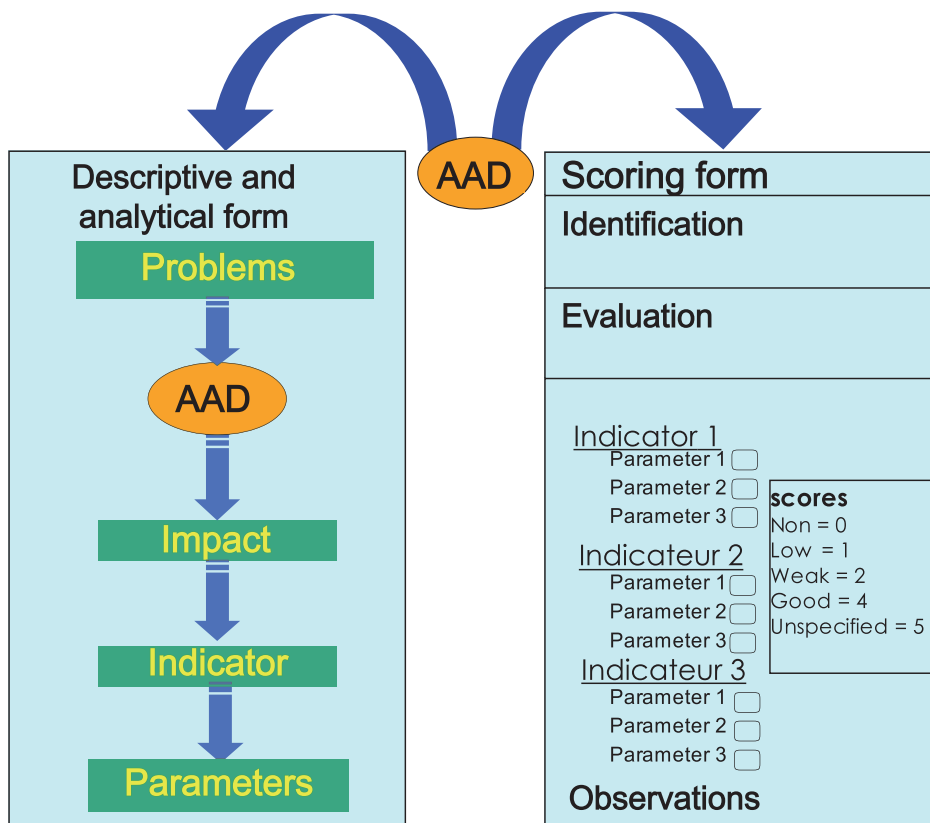 AAD
Descriptive and
analytical form
Problems
AAD
Impact
Indicator
Parameters
Scoring form
Identification
Evaluation
Indicator 1
Parameter 1
Parameter 2
Parameter 3
Indicateur 2
Parameter 1
Parameter 2
Parameter 3
Indicateur 3
Parameter 1
Parameter 2
Parameter 3
scores
Non = 0
Low = 1
Weak = 2
Good = 4
Unspecified = 5
Observations